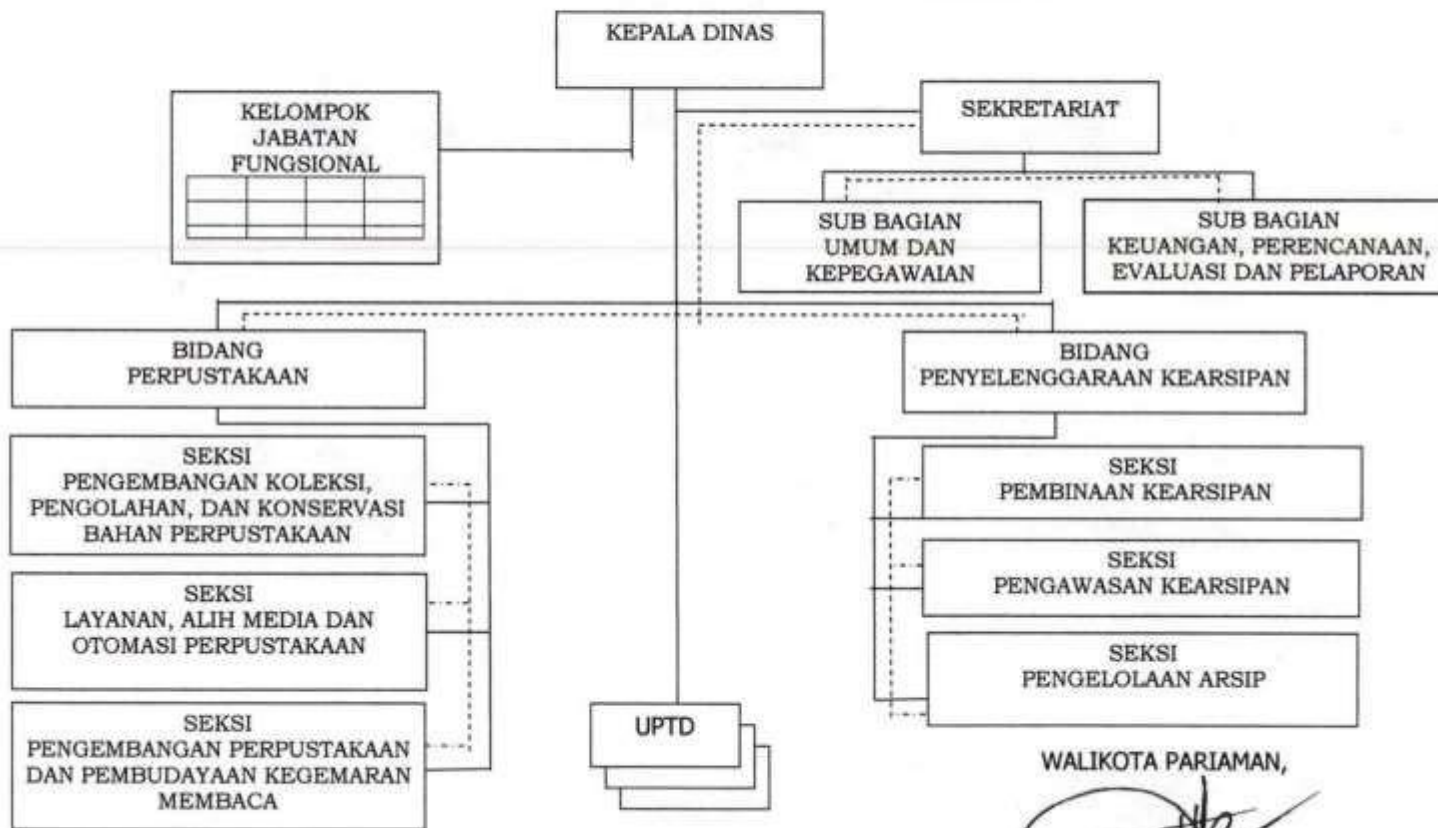 KEPALA DINAS
KELOMPOK
JABATAN
FUNGSIONAL
SEKRETARIAT
SUB BAGIAN
UMUM DAN
KEPEGAWAIAN
SUB BAGIAN
KEUANGAN, PERENCANAAN,
EVALUASI DAN PELAPORAN
BIDANG
PERPUSTAKAAN
BIDANG
PENYELENGGARAAN KEARSIPAN
SEKSI
PENGEMBANGAN KOLEKSI,
PENGOLAHAN, DAN KONSERVASI
BAHAN PERPUSTAKAAN
SEKSI
LAYANAN, ALIH MEDIA DAN
OTOMASI PERPUSTAKAAN
SEKSI
PENGEMBANGAN PERPUSTAKAAN
DAN PEMBUDAYAAN KEGEMARAN
MEMBACA
SEKSI
PEMBINAAN KEARSIPAN
SEKSI
PENGAWASAN KEARSIPAN
SEKSI
PENGELOLAAN ARSIP
UPTD
WALIKOTA PARIAMAN,